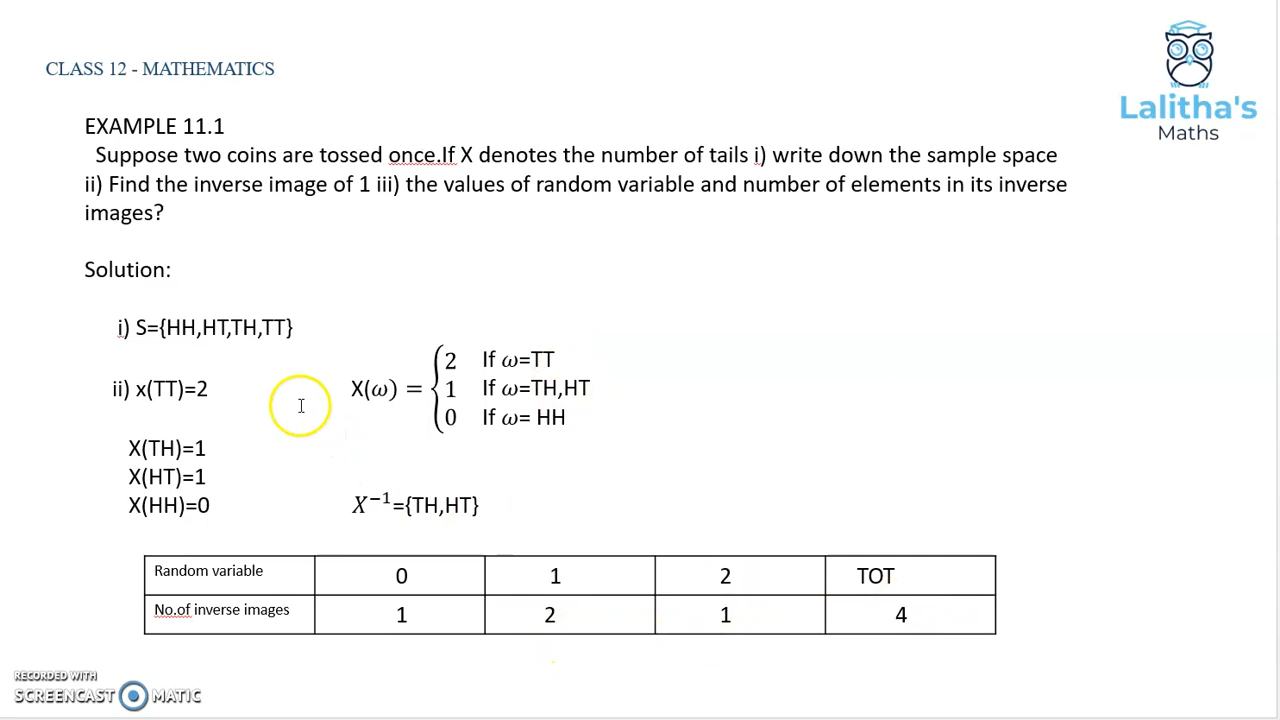 CLASS 12 - MATHEMATICS
Lalitha's
Maths
EXAMPLE 11.1
Suppose two coins are tossed once.If X denotes the number of tails i) write down the sample space
ii) Find the inverse image of 1 iii) the values of random variable and number of elements in its inverse
images?
Solution:
i) S={HH,HT,TH,TT}
ii) x(TT)=2
X(ω) = { 2 If ω=TT
1 If ω=TH,HT
0 If ω= HH
X(TH)=1
X(HT)=1
X(HH)=0 X⁻¹={TH,HT}
Random variable 0 1 2 TOT
No.of inverse images 1 2 1 4
RECORDED WITH
SCREENCAST MATIC